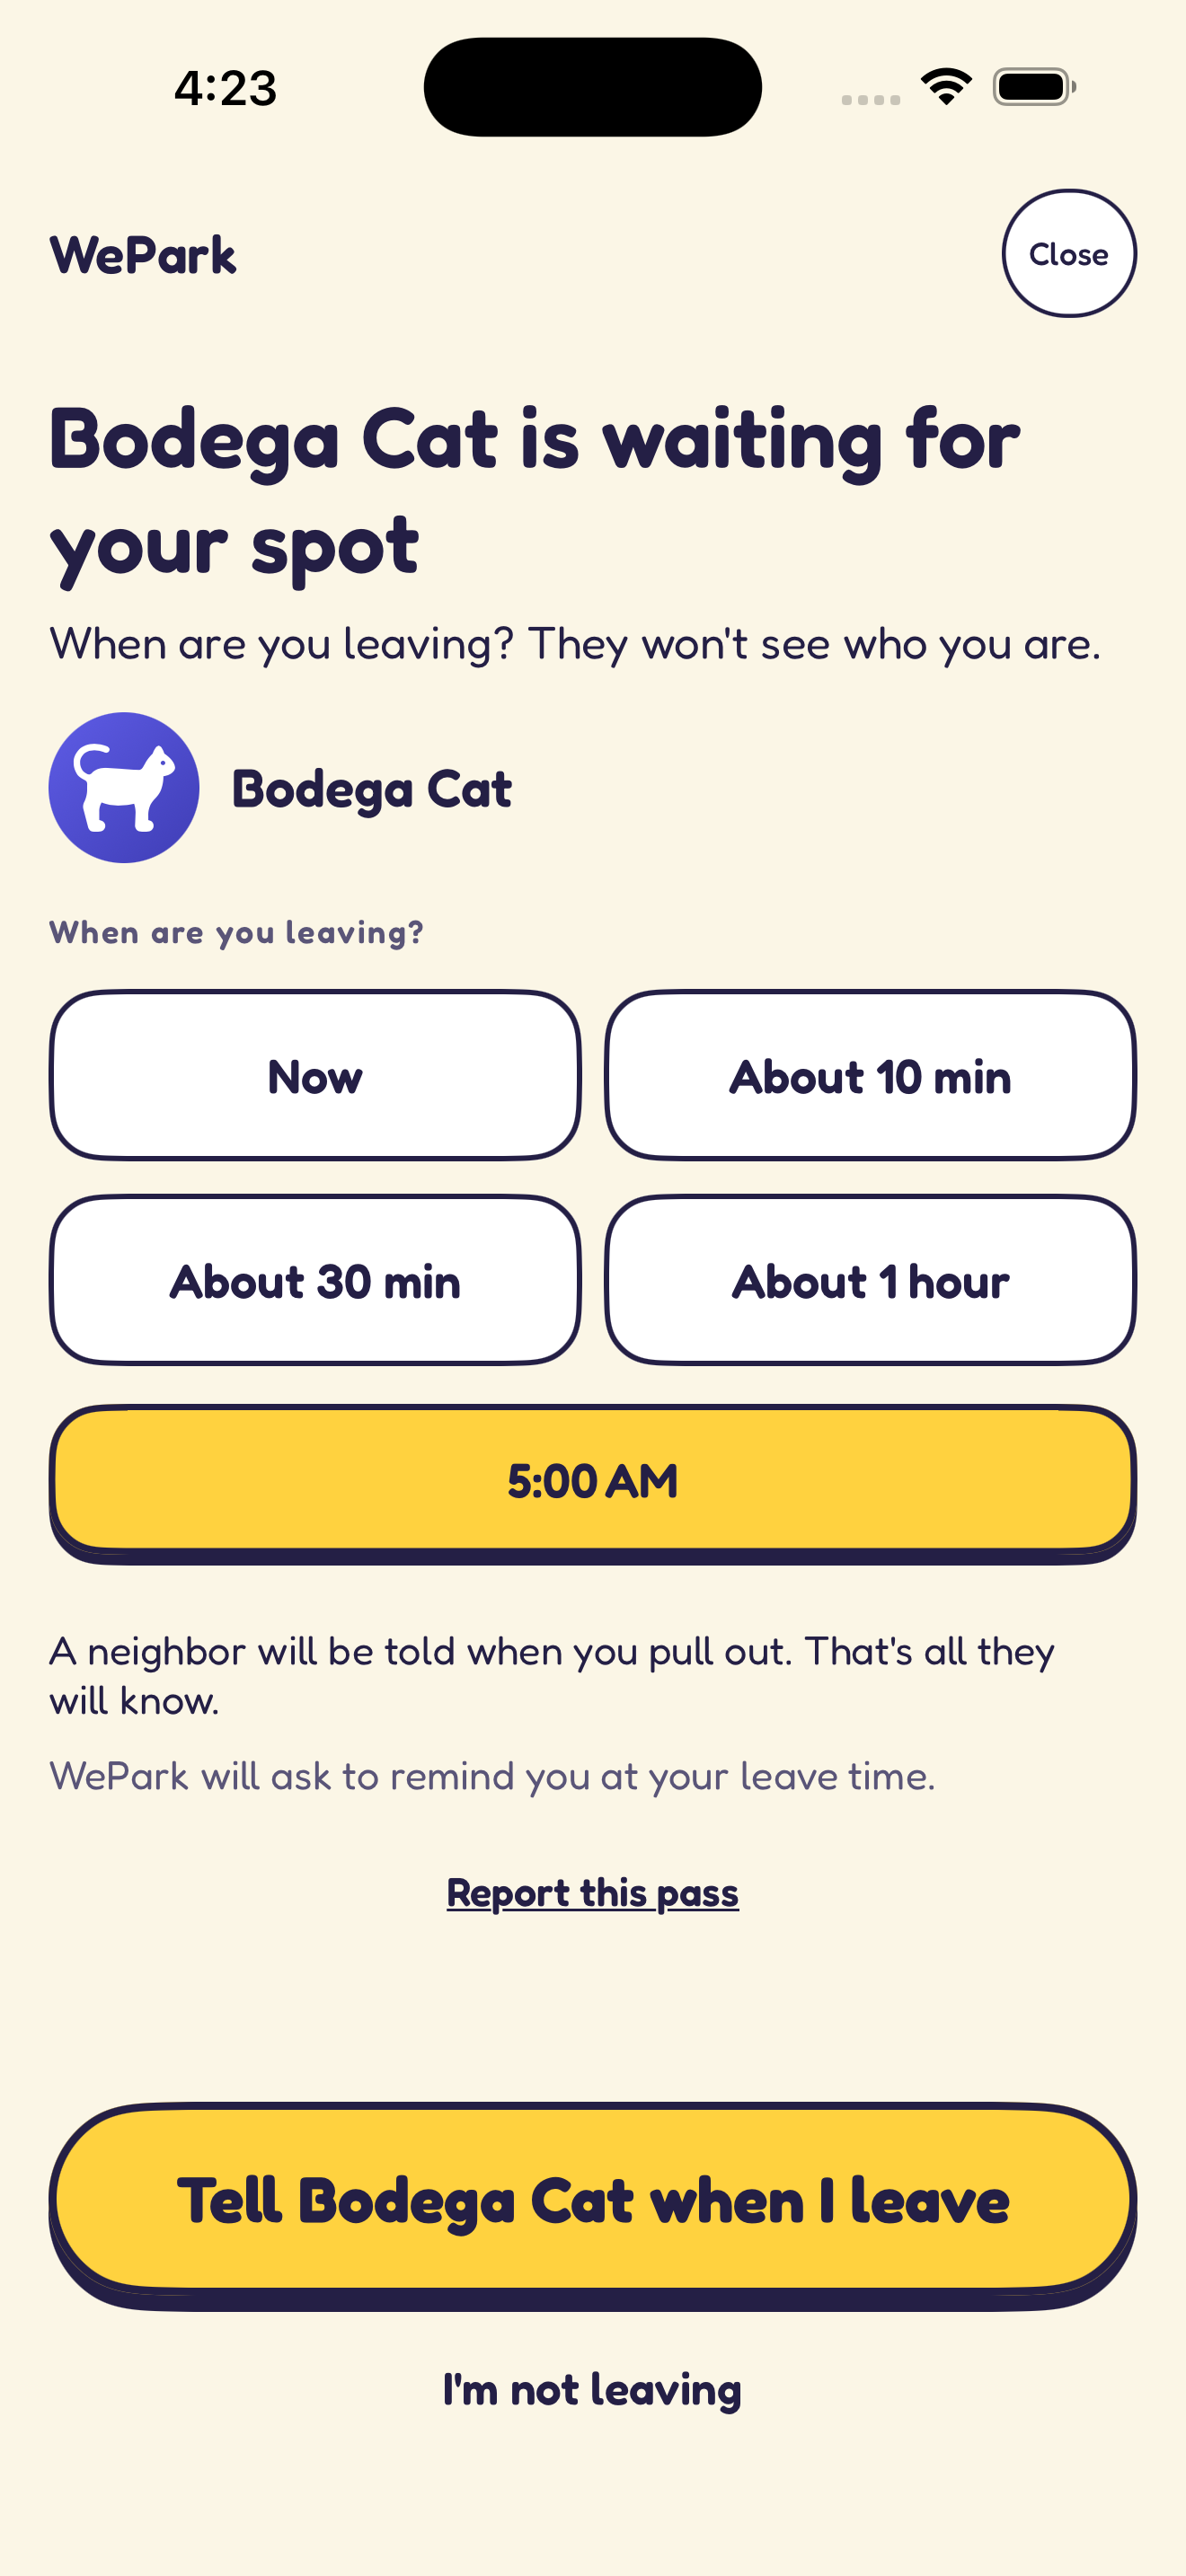 4:23
WePark
Close
Bodega Cat is waiting for
your spot
When are you leaving? They won't see who you are.
Bodega Cat
When are you leaving?
Now
About 10 min
About 30 min
About 1 hour
5:00 AM
A neighbor will be told when you pull out. That's all they
will know.
WePark will ask to remind you at your leave time.
Report this pass
Tell Bodega Cat when I leave
I'm not leaving